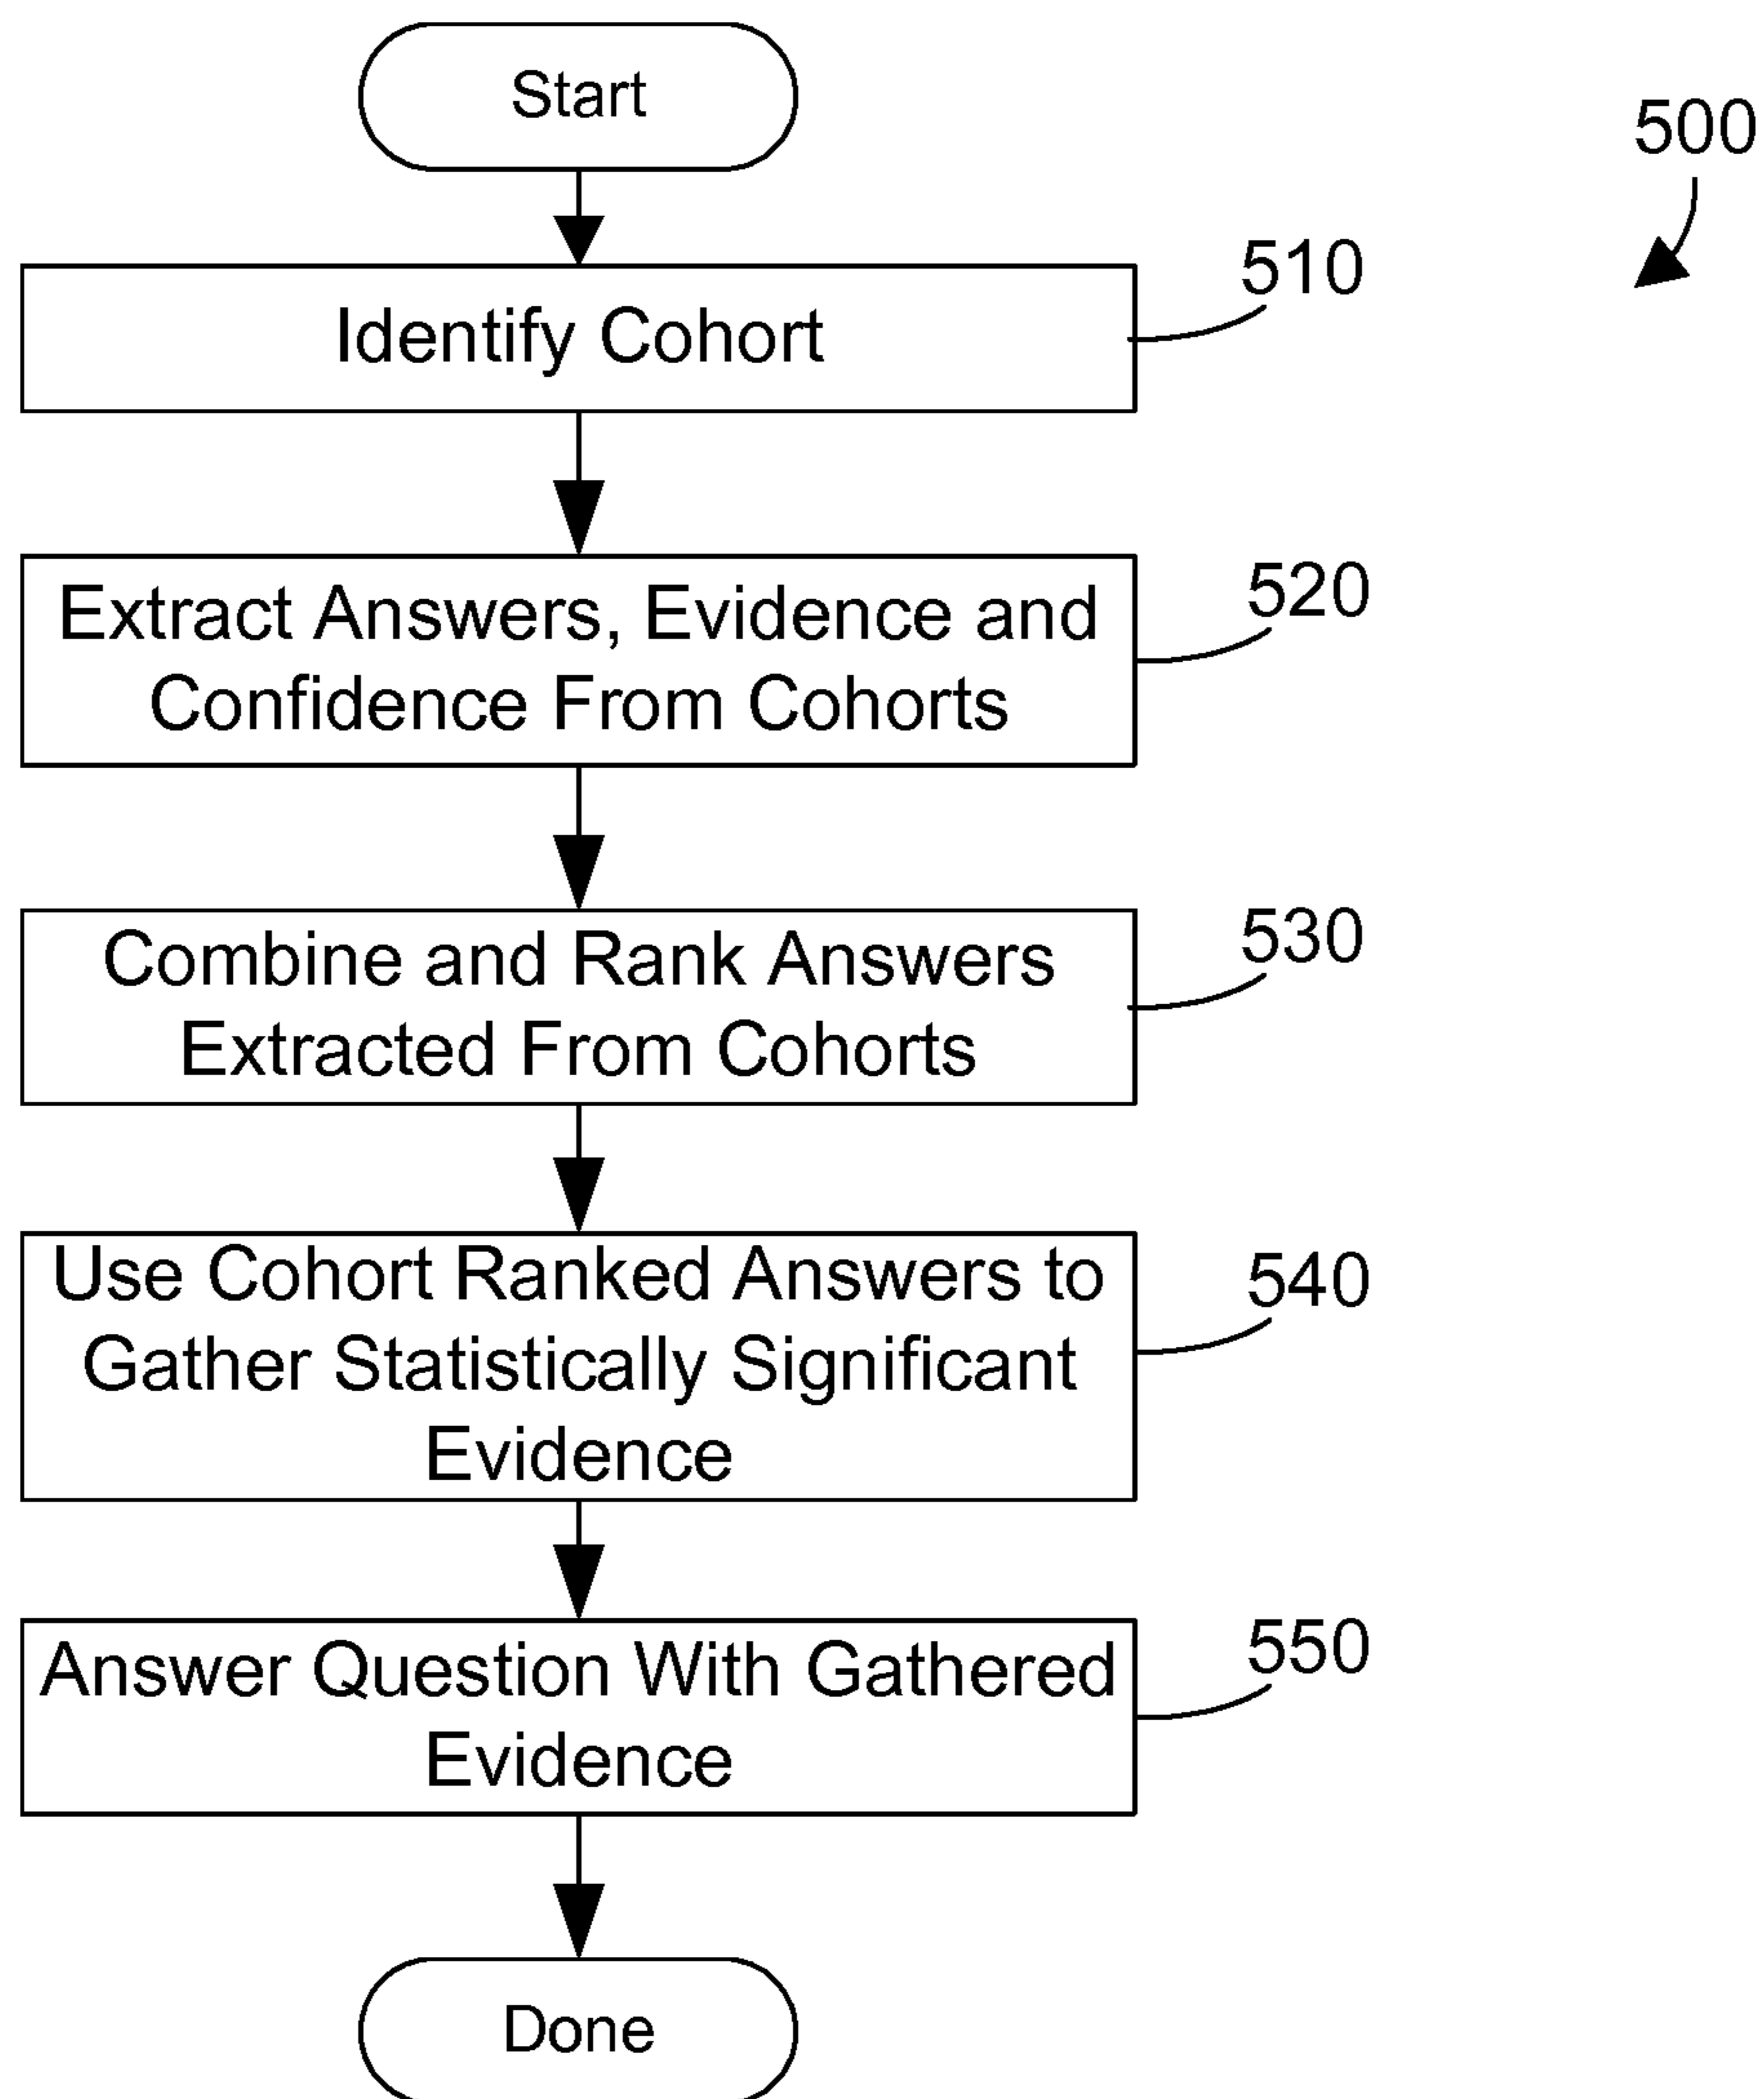 Start
500
510
Identify Cohort
520
Extract Answers, Evidence and
Confidence From Cohorts
530
Combine and Rank Answers
Extracted From Cohorts
540
Use Cohort Ranked Answers to
Gather Statistically Significant
Evidence
550
Answer Question With Gathered
Evidence
Done